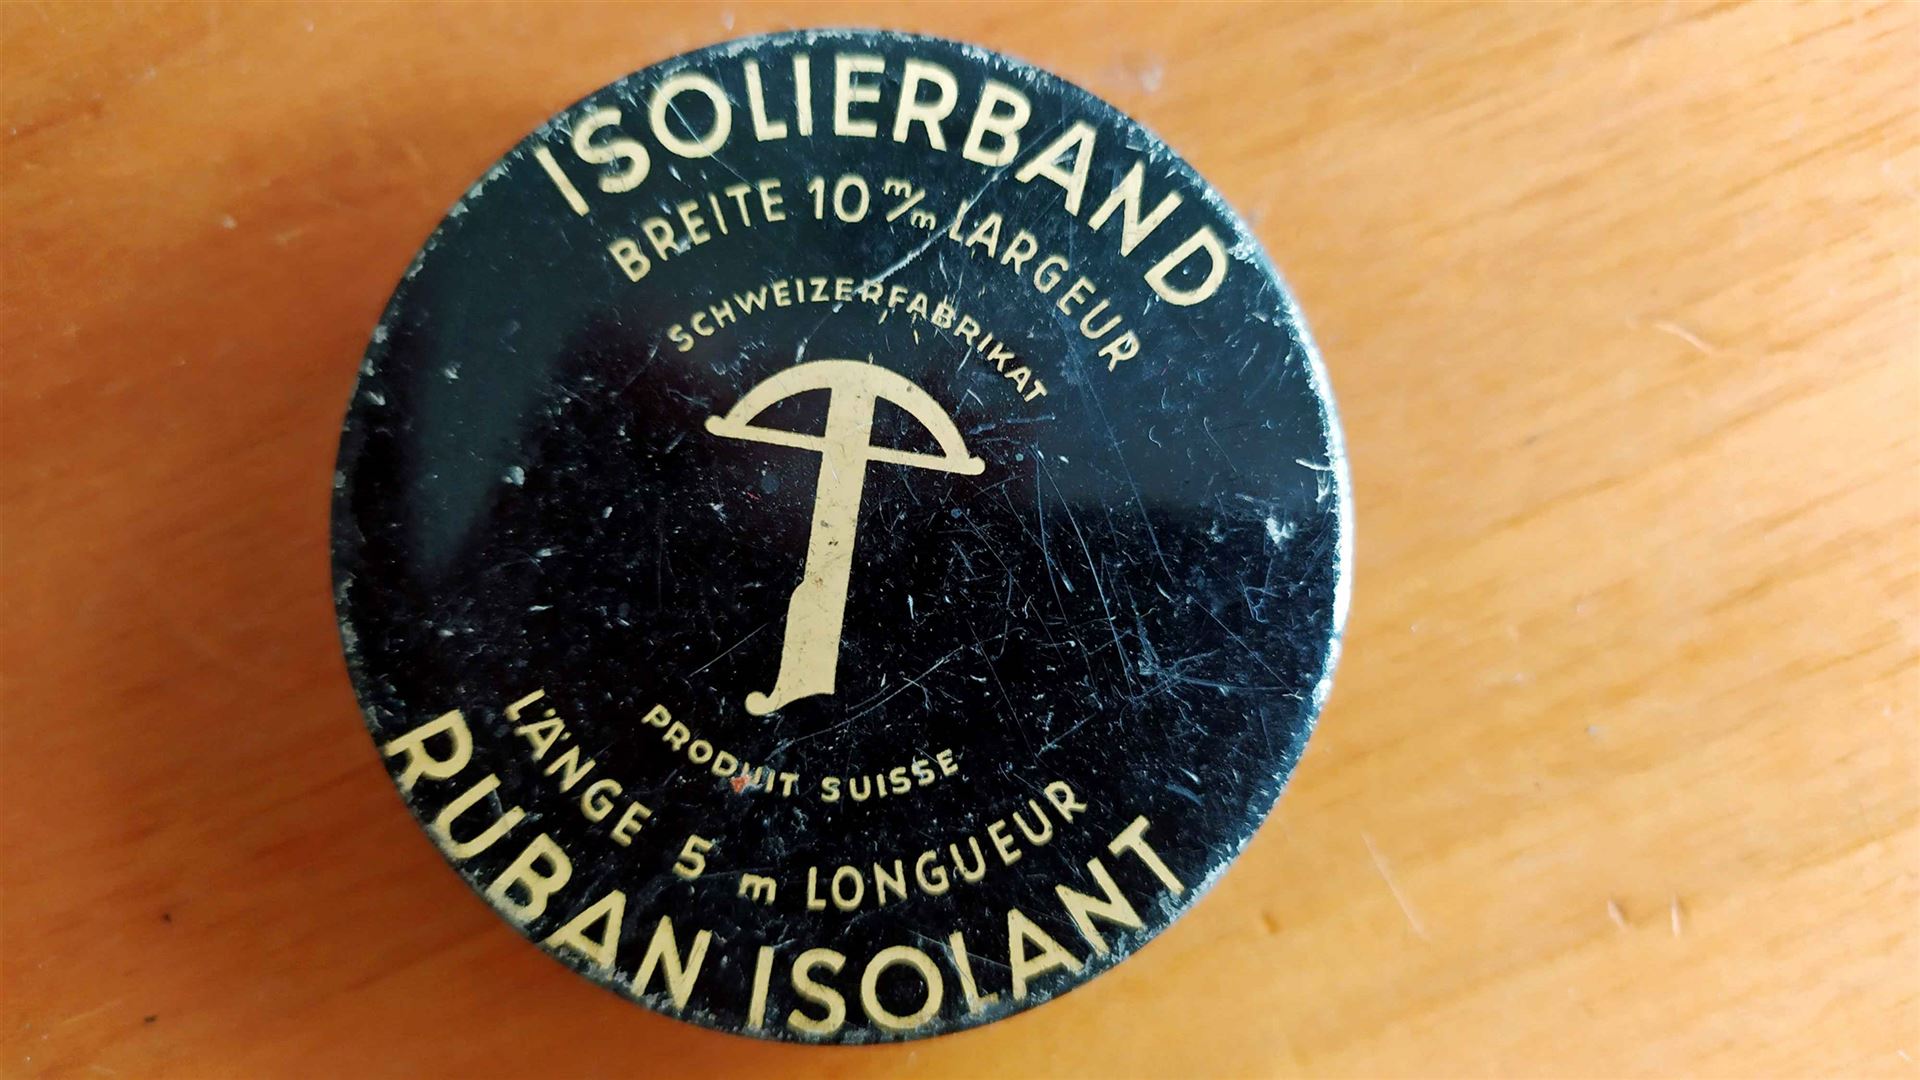 ISOLIERBAND
BREITE 10 m/m LARGEUR
SCHWEIZERFABRIKAT
PRODUIT SUISSE
LÄNGE 5 m LONGUEUR
RUBAN ISOLANT